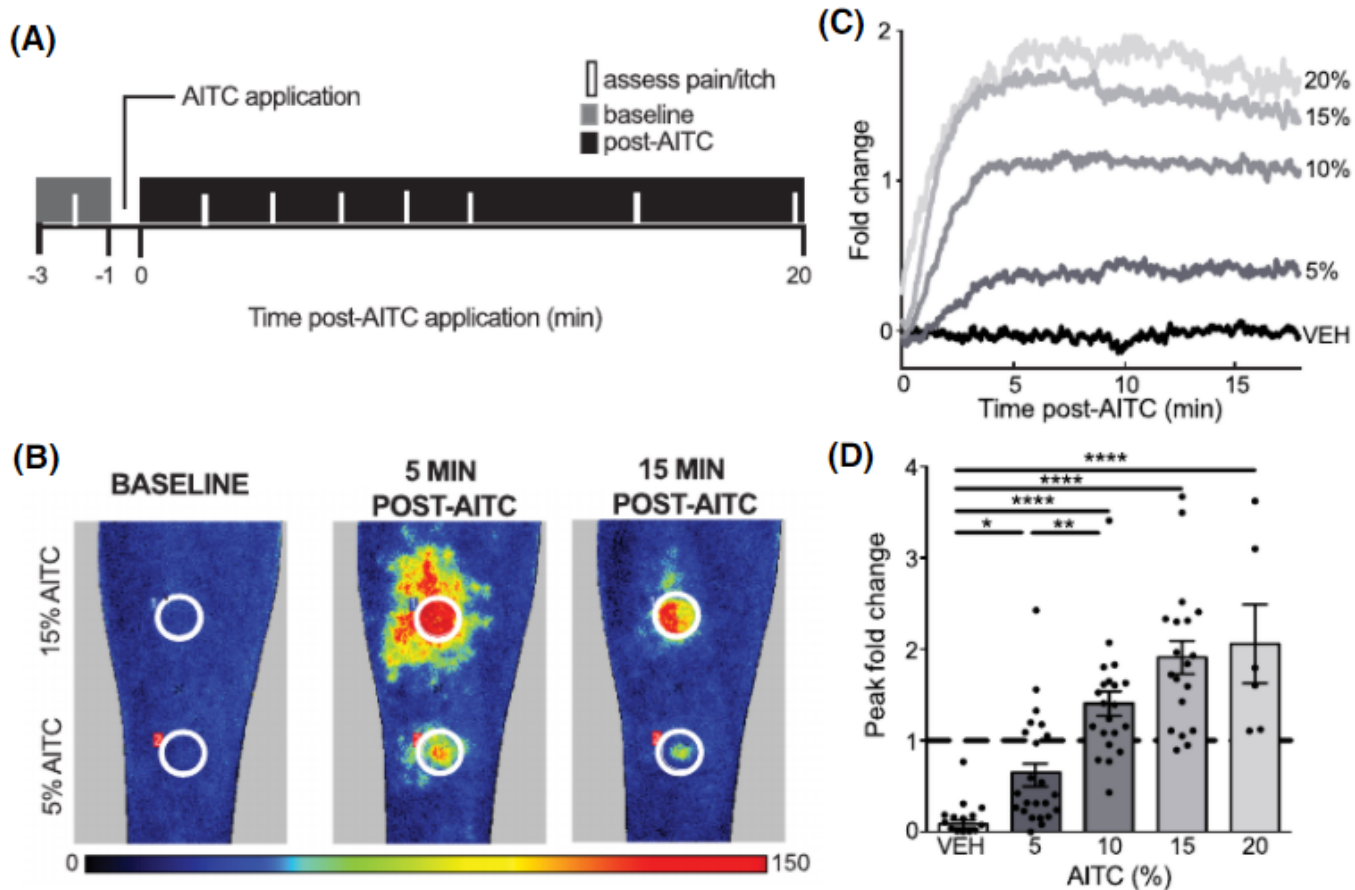 (A)
AITC application
assess pain/itch
baseline
post-AITC
-3 -1 0 20
Time post-AITC application (min)
(B)
BASELINE
5 MIN
POST-AITC
15 MIN
POST-AITC
15% AITC
5% AITC
2
2
0 150
(C)
Fold change
2
1
0
20%
15%
10%
5%
VEH
0 5 10 15
Time post-AITC (min)
(D)
Peak fold change
4
3
2
1
0
****
****
****
* **
VEH 5 10 15 20
AITC (%)